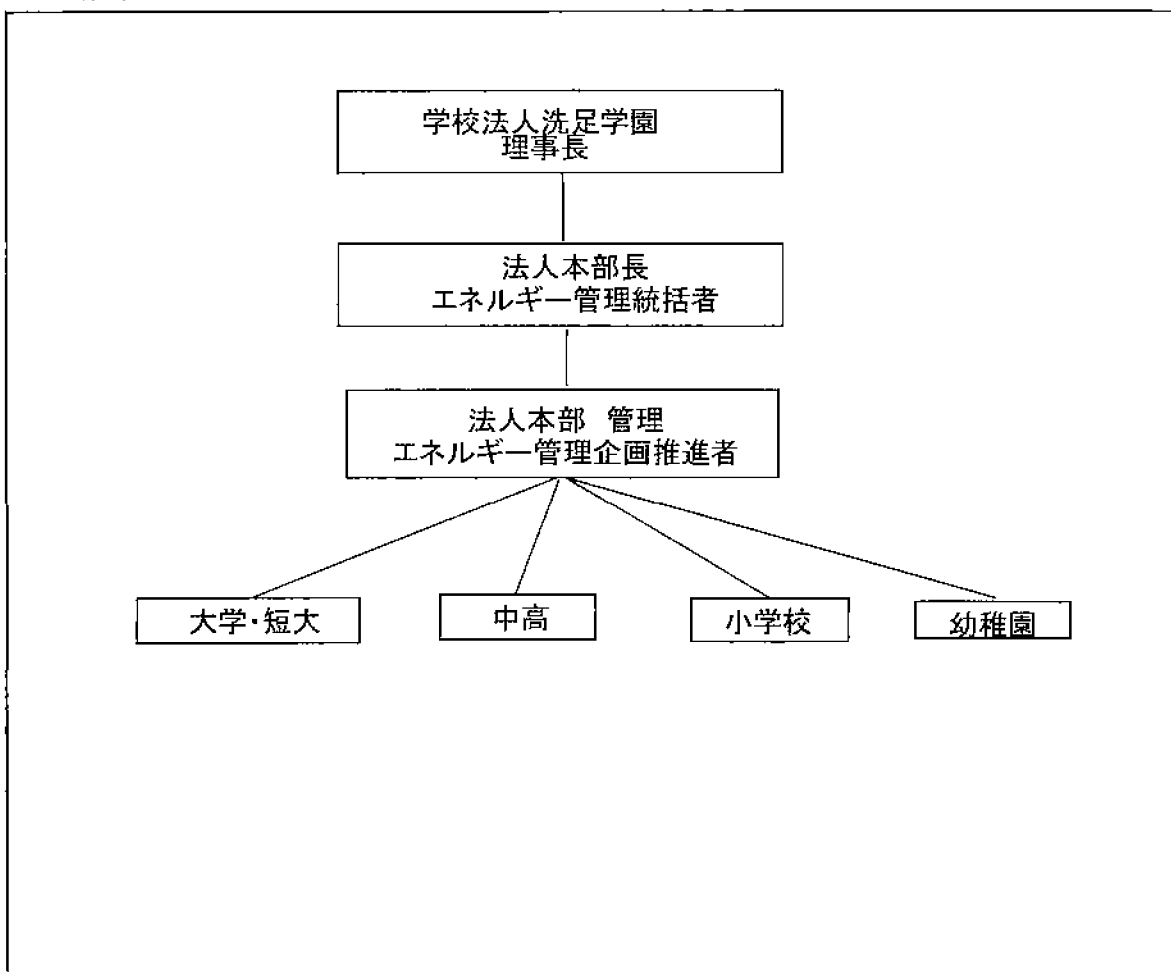 学校法人洗足学園
理事長
法人本部長
エネルギー管理統括者
法人本部 管理
エネルギー管理企画推進者
大学・短大
中高
小学校
幼稚園